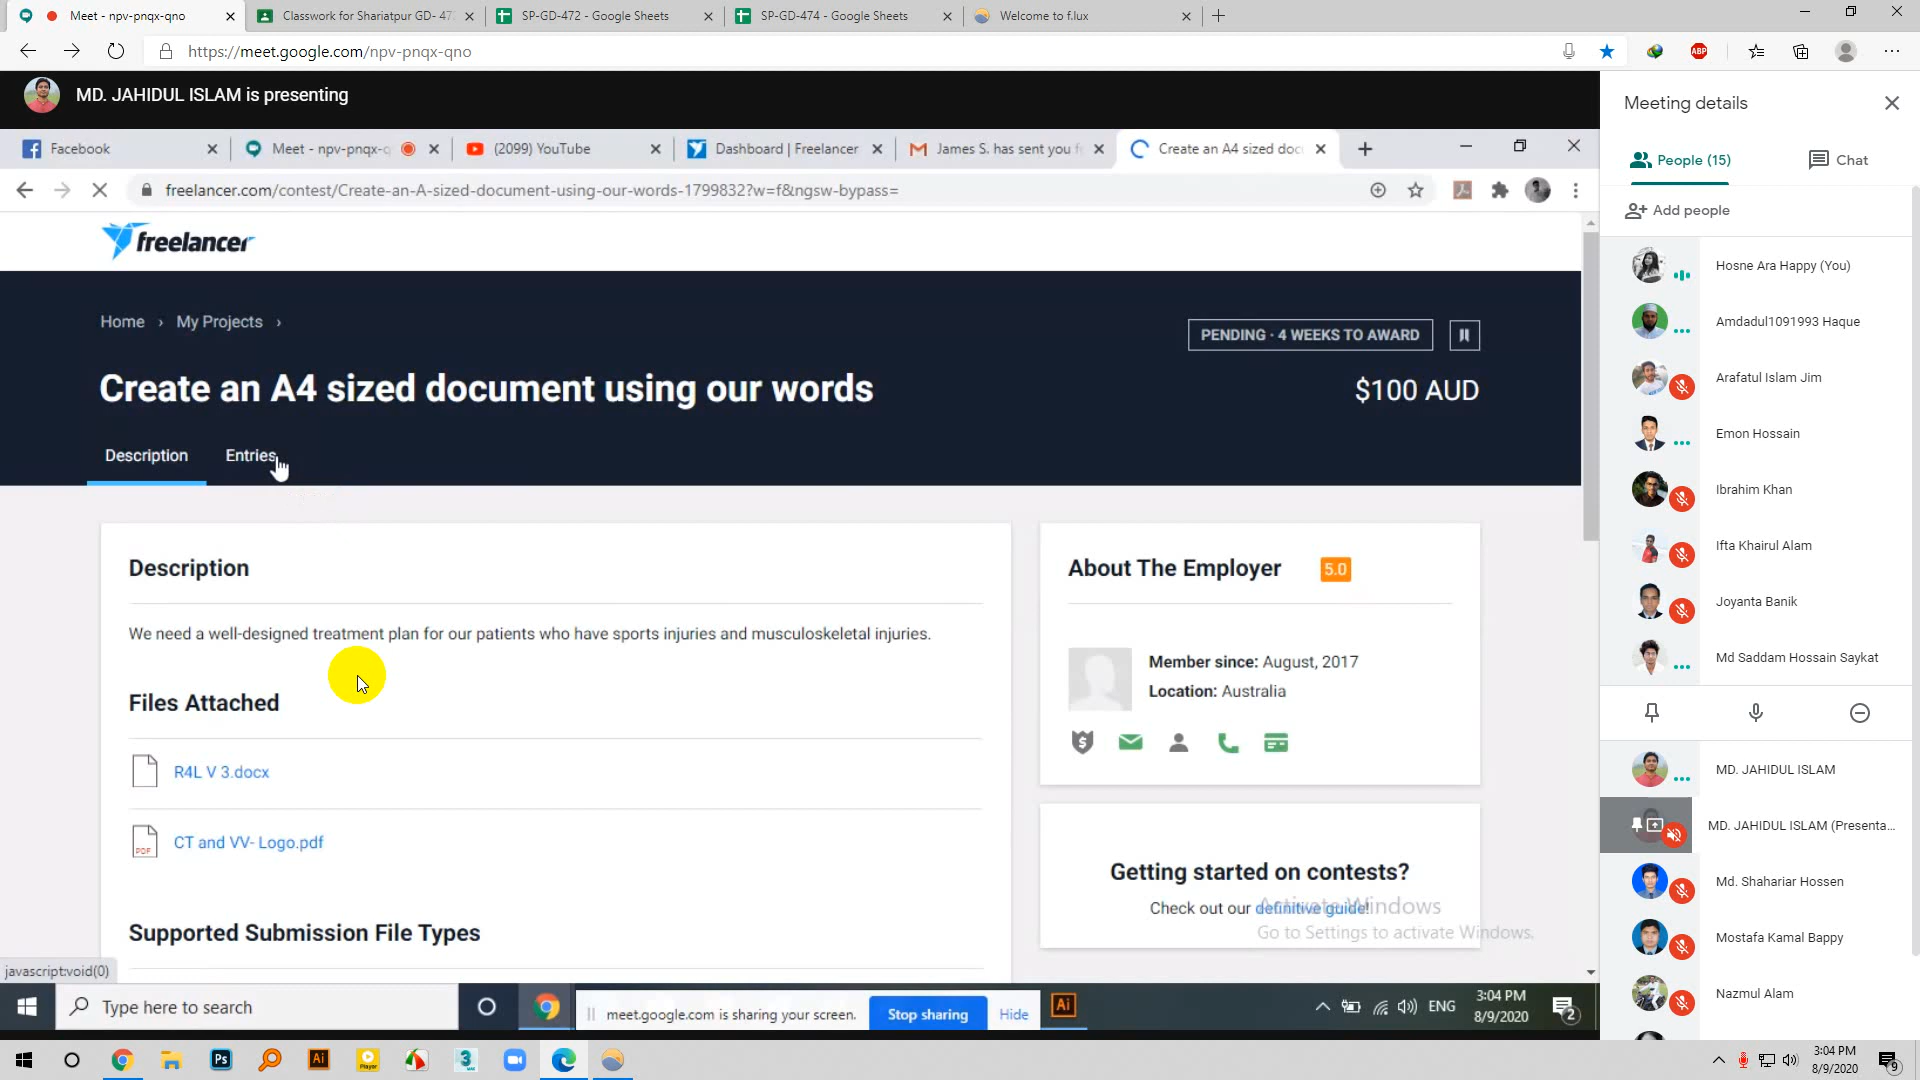 Meet - npv-pnqx-qno
Classwork for Shariatpur GD- 47
SP-GD-472 - Google Sheets
SP-GD-474 - Google Sheets
Welcome to f.lux
https://meet.google.com/npv-pnqx-qno
ABP
MD. JAHIDUL ISLAM is presenting
Facebook
Meet - npv-pnqx-q
(2099) YouTube
Dashboard | Freelancer
James S. has sent you f
Create an A4 sized doc
freelancer.com/contest/Create-an-A-sized-document-using-our-words-1799832?w=f&ngsw-bypass=
freelancer
Home › My Projects ›
PENDING · 4 WEEKS TO AWARD
Create an A4 sized document using our words
$100 AUD
Description
Entries
Description
We need a well-designed treatment plan for our patients who have sports injuries and musculoskeletal injuries.
Files Attached
R4L V 3.docx
PDF
CT and VV- Logo.pdf
Supported Submission File Types
About The Employer
5.0
Member since: August, 2017
Location: Australia
Getting started on contests?
Check out our definitive guide!
Activate Windows
Go to Settings to activate Windows.
javascript:void(0)
Type here to search
meet.google.com is sharing your screen.
Stop sharing
Hide
Ai
ENG
3:04 PM
8/9/2020
2
Meeting details
People (15)
Chat
Add people
Hosne Ara Happy (You)
Amdadul1091993 Haque
Arafatul Islam Jim
Emon Hossain
Ibrahim Khan
Ifta Khairul Alam
Joyanta Banik
Md Saddam Hossain Saykat
MD. JAHIDUL ISLAM
MD. JAHIDUL ISLAM (Presenta...
Md. Shahariar Hossen
Mostafa Kamal Bappy
Nazmul Alam
Ps
Ai
Player
3
3:04 PM
8/9/2020
9